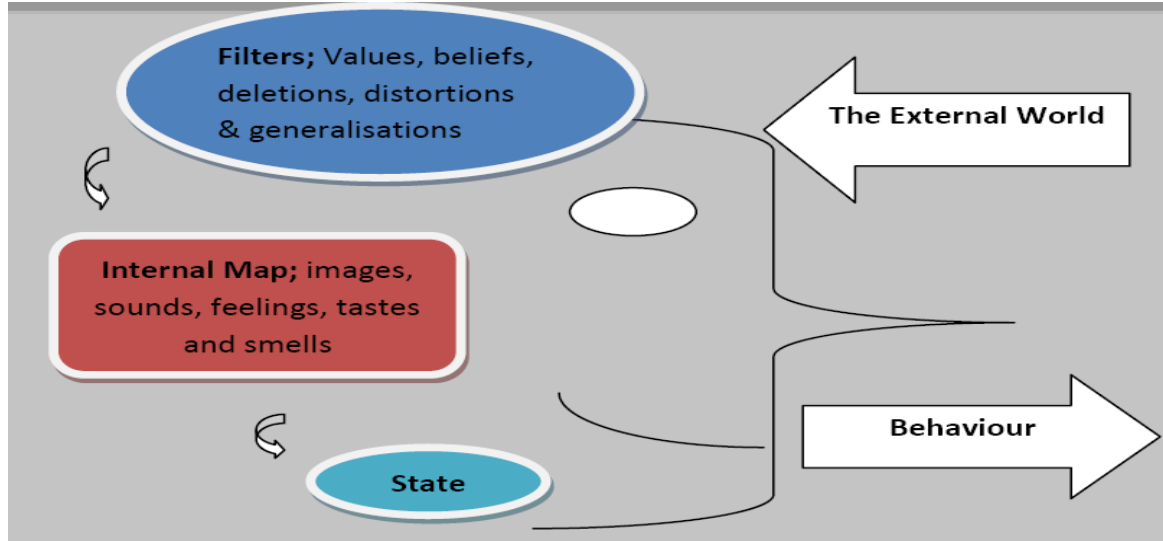 Filters; Values, beliefs,
deletions, distortions
& generalisations
The External World
Internal Map; images,
sounds, feelings, tastes
and smells
Behaviour
State